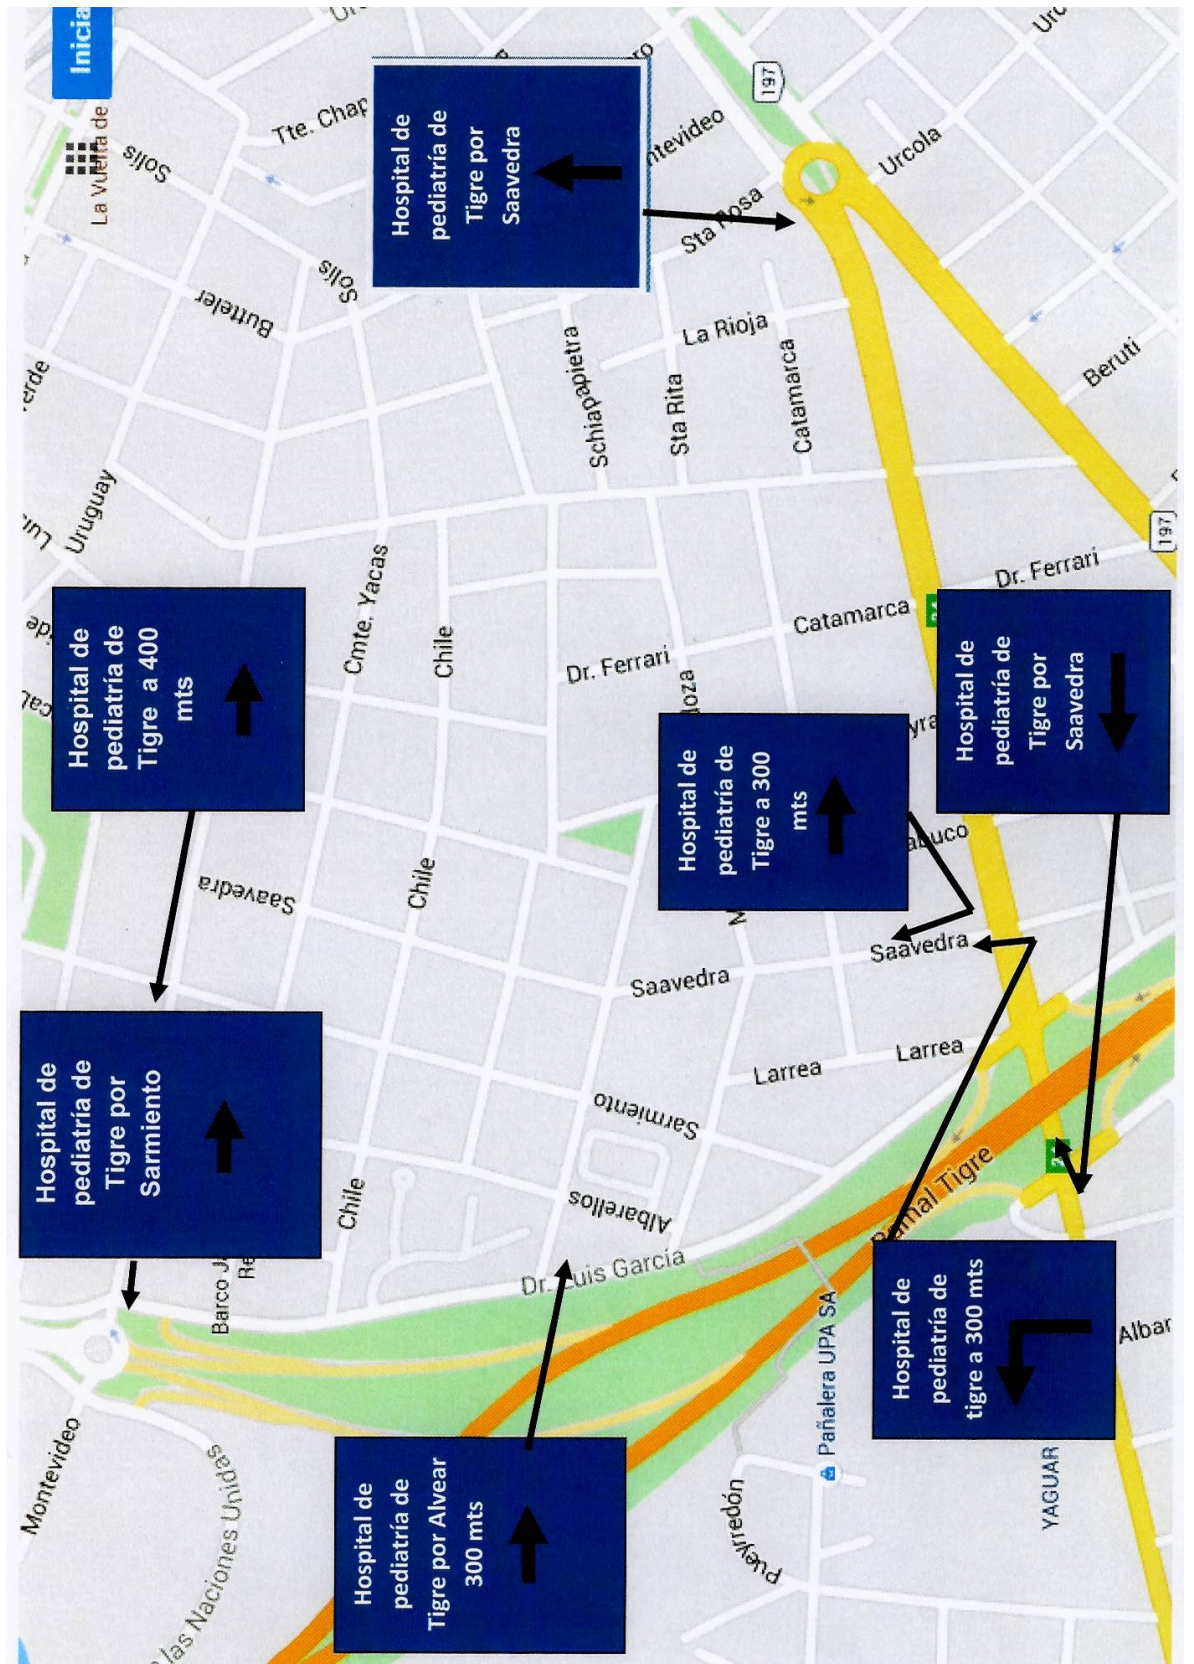 las Naciones Unidas
Montevideo
Hospital de
pediatría de
Tigre por
Sarmiento
Hospital de
pediatría de
Tigre a 400
mts
Uruguay
La Vuelta de
Inicia
Solís
Butteler
Solís
Tte. Chap
Saavedra
Cmte. Yacas
Chile
Chile
Chile
Hospital de
pediatría de
Tigre por Alvear
300 mts
Dr. Luis García
Albarellos
Sarmiento
Saavedra
Larrea
Larrea
Saavedra
Dr. Ferrari
Schiapapietra
Sta Rita
La Rioja
Catamarca
Hospital de
pediatría de
Tigre por
Saavedra
Sta Rosa
Urcola
197
Hospital de
pediatría de
Tigre a 300
mts
Catamarca
Dr. Ferrari
Beruti
197
Hospital de
pediatría de
Tigre por
Saavedra
Ramal Tigre
Pueyrredón
Pañalera UPA SA
Hospital de
pediatría de
tigre a 300 mts
YAGUAR
Albar